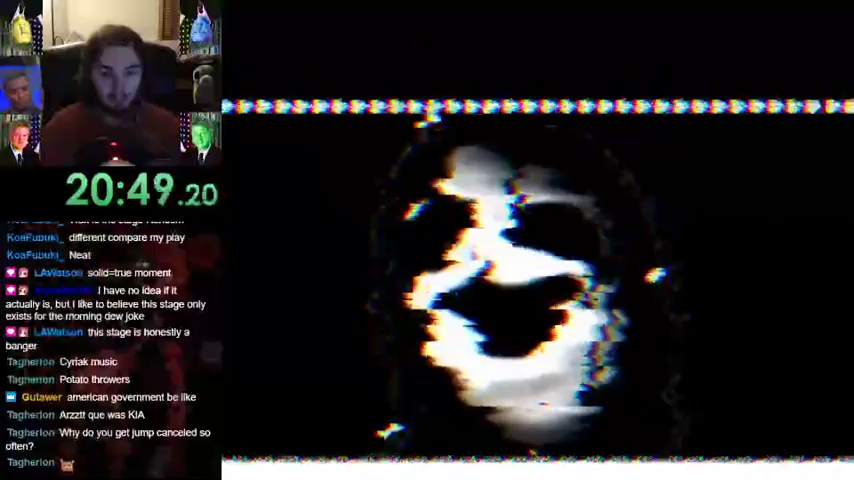 20:49.20
KoaFubuki_ different compare my play
KoaFubuki_ Neat
LAWatson solid=true moment
I have no idea if it
actually is, but I like to believe this stage only
exists for the morning dew joke
LAWatson this stage is honestly a
banger
Tagherion Cyriak music
Tagherion Potato throwers
Gutawer american government be like
Tagherion Arzztt que was KIA
Tagherion Why do you get jump canceled so
often?
Tagherion